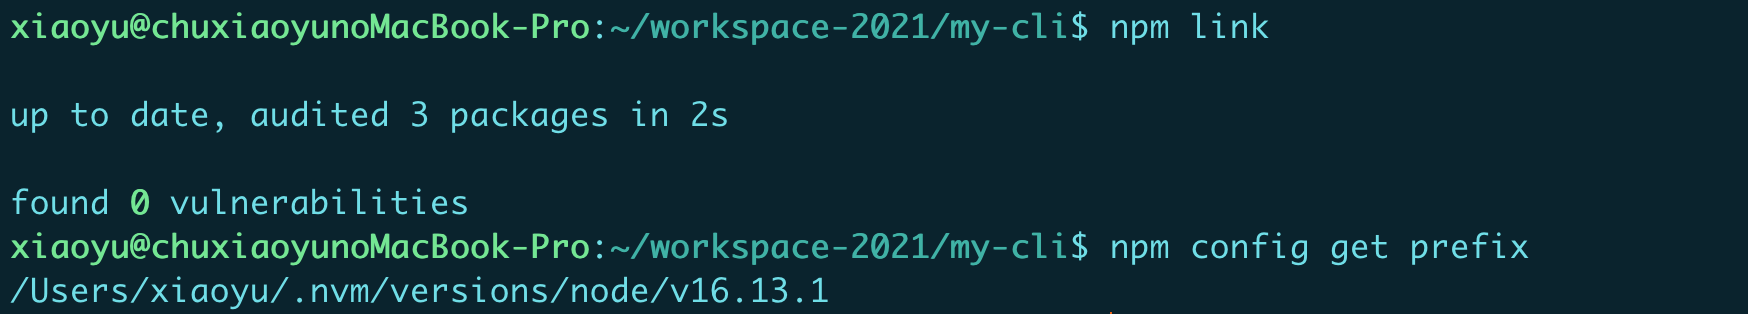 xiaoyu@chuxiaoyunoMacBook-Pro:~/workspace-2021/my-cli$ npm link
up to date, audited 3 packages in 2s
found 0 vulnerabilities
xiaoyu@chuxiaoyunoMacBook-Pro:~/workspace-2021/my-cli$ npm config get prefix
/Users/xiaoyu/.nvm/versions/node/v16.13.1